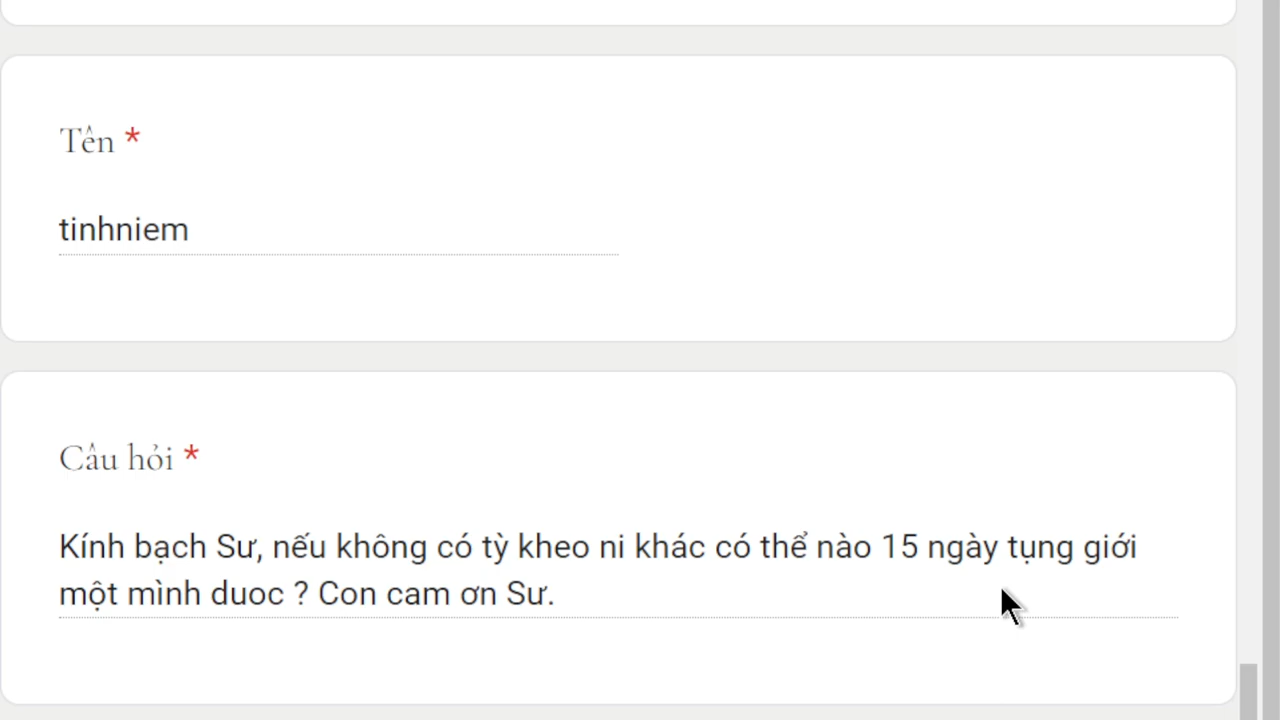 Tên *
tinhniem
Câu hỏi *
Kính bạch Sư, nếu không có tỳ kheo ni khác có thể nào 15 ngày tụng giới
một mình duoc ? Con cam ơn Sư.